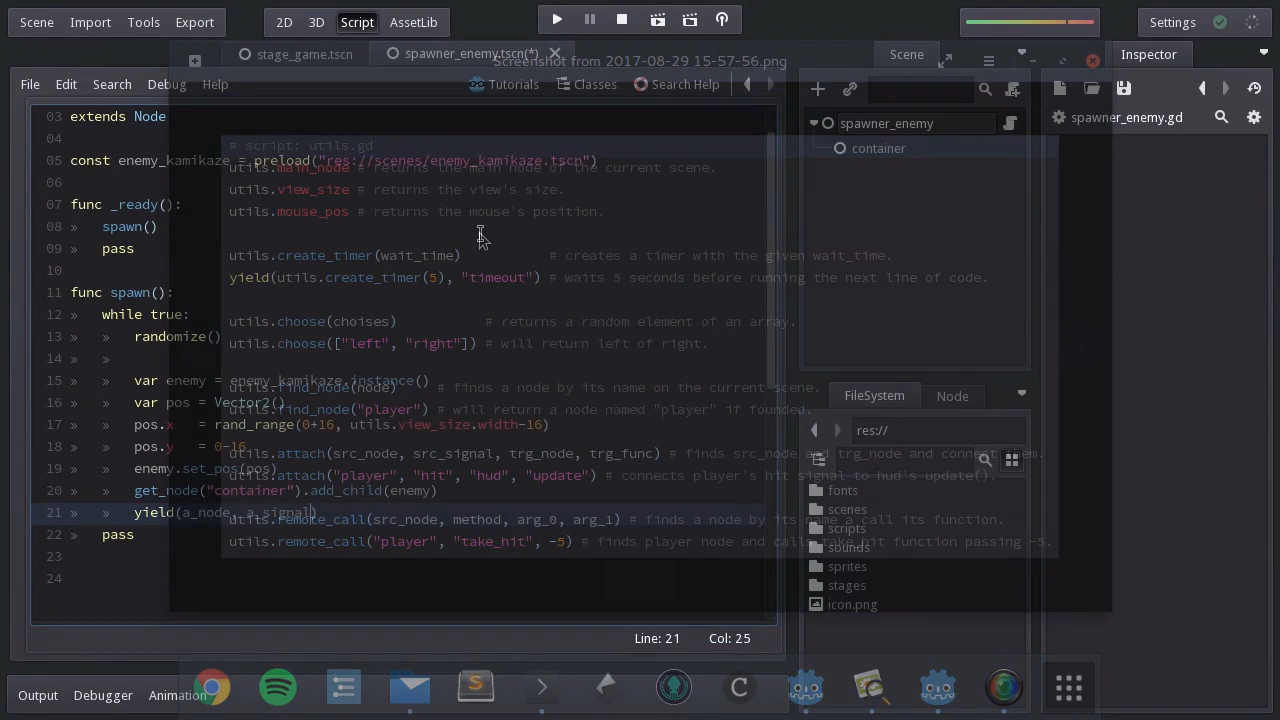 Scene Import Tools Export
2D 3D Script AssetLib
Settings
stage_game.tscn
spawner_enemy.tscn(*)
Screenshot from 2017-08-29 15-57-56.png
Scene
Inspector
File Edit Search Debug Help
Tutorials Classes Search Help
spawner_enemy
container
spawner_enemy.gd
03 extends Node
04
05 const enemy_kamikaze = preload("res://scenes/enemy_kamikaze.tscn")
06
07 func _ready():
08 » spawn()
09 » pass
10
11 func spawn():
12 » while true:
13 » » randomize()
14 » »
15 » » var enemy = enemy_kamikaze.instance()
16 » » var pos = Vector2()
17 » » pos.x = rand_range(0+16, utils.view_size.width-16)
18 » » pos.y = 0-16
19 » » enemy.set_pos(pos)
20 » » get_node("container").add_child(enemy)
21 » » yield(a_node, a_signal)
22 » pass
23
24
# script: utils.gd
utils.main_node # returns the main node of the current scene.
utils.view_size # returns the view's size.
utils.mouse_pos # returns the mouse's position.
utils.create_timer(wait_time) # creates a timer with the given wait_time.
yield(utils.create_timer(5), "timeout") # waits 5 seconds before running the next line of code.
utils.choose(choises) # returns a random element of an array.
utils.choose(["left", "right"]) # will return left of right.
utils.find_node(node) # finds a node by its name on the current scene.
utils.find_node("player") # will return a node named "player" if founded.
utils.attach(src_node, src_signal, trg_node, trg_func) # finds src_node and trg_node and connect them.
utils.attach("player", "hit", "hud", "update") # connects player's hit signal to hud's update().
utils.remote_call(src_node, method, arg_0, arg_1) # finds a node by its name a call its function.
utils.remote_call("player", "take_hit", -5) # finds player node and calls take_hit function passing -5.
FileSystem Node
res://
fonts
scenes
scripts
sounds
sprites
stages
icon.png
Line: 21 Col: 25
Output Debugger Animation